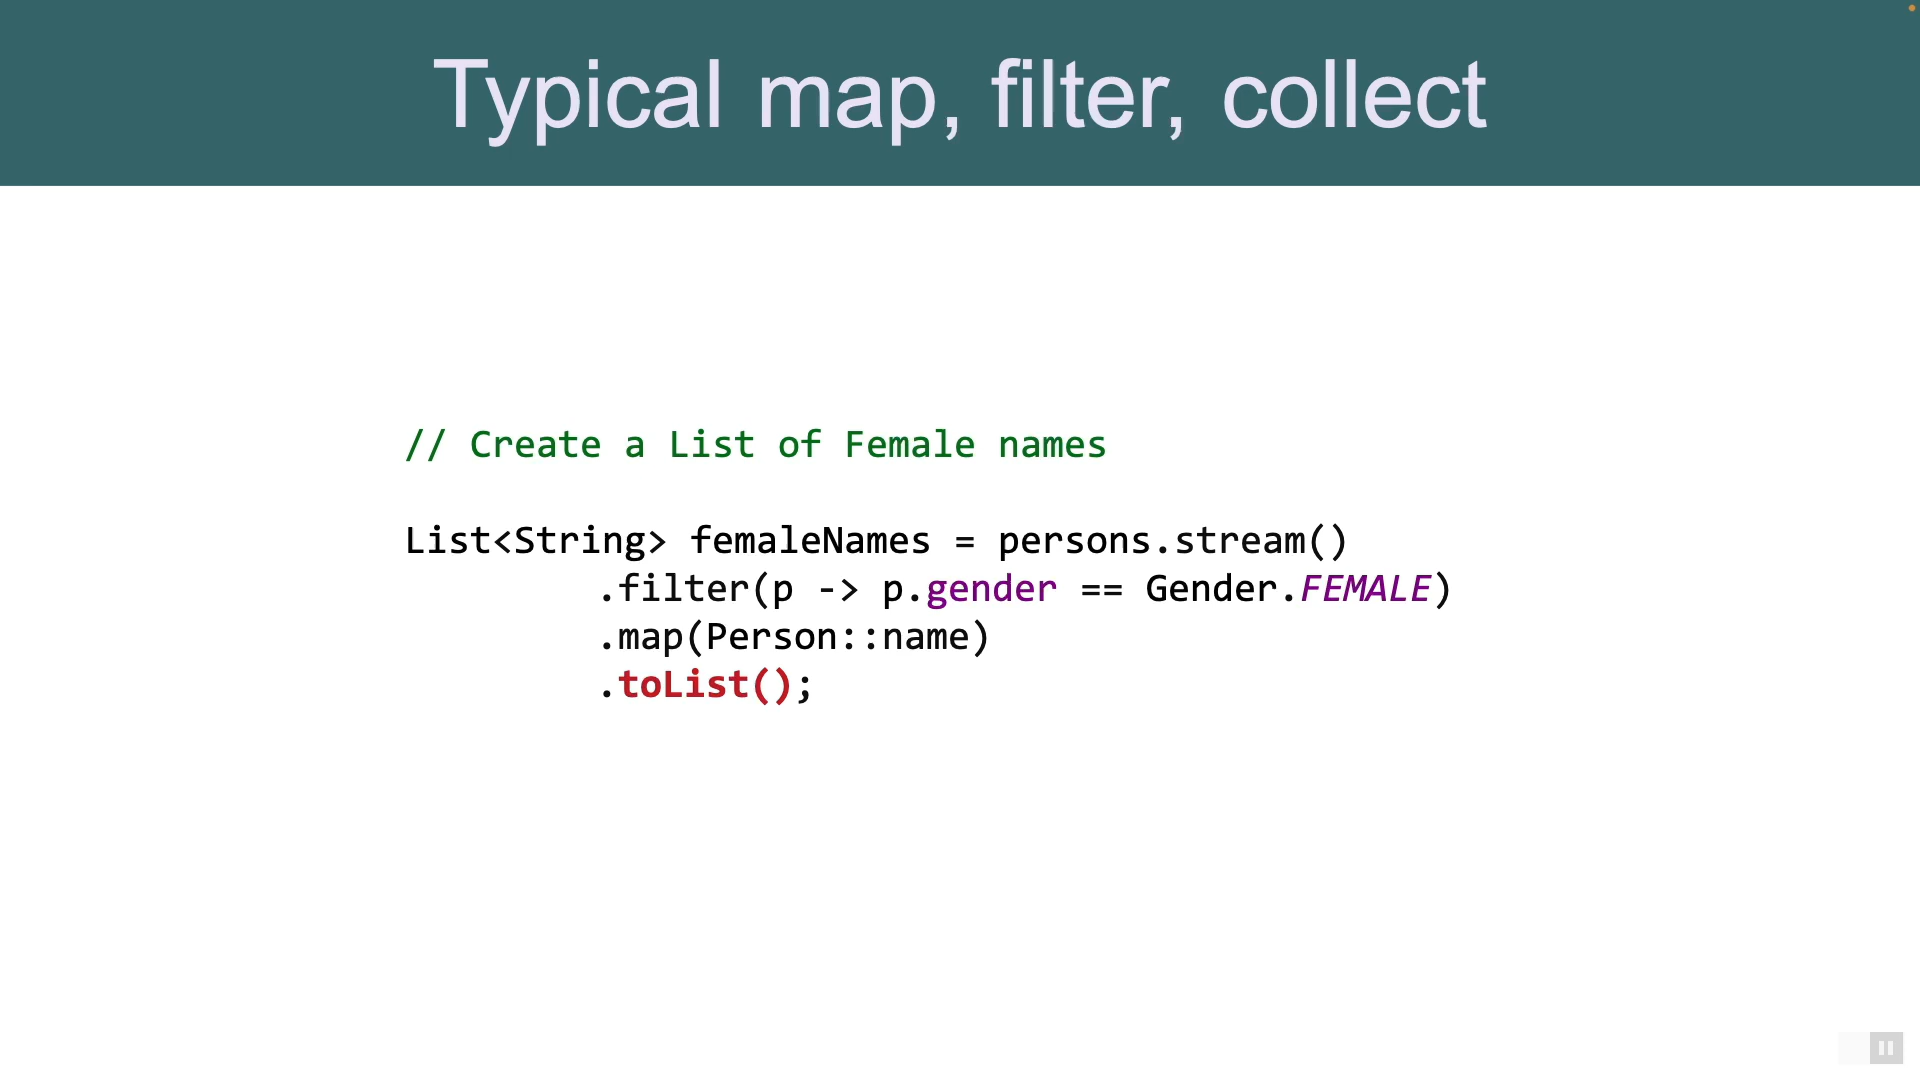 Typical map, filter, collect
// Create a List of Female names
List<String> femaleNames = persons.stream()
.filter(p -> p.gender == Gender.FEMALE)
.map(Person::name)
.toList();